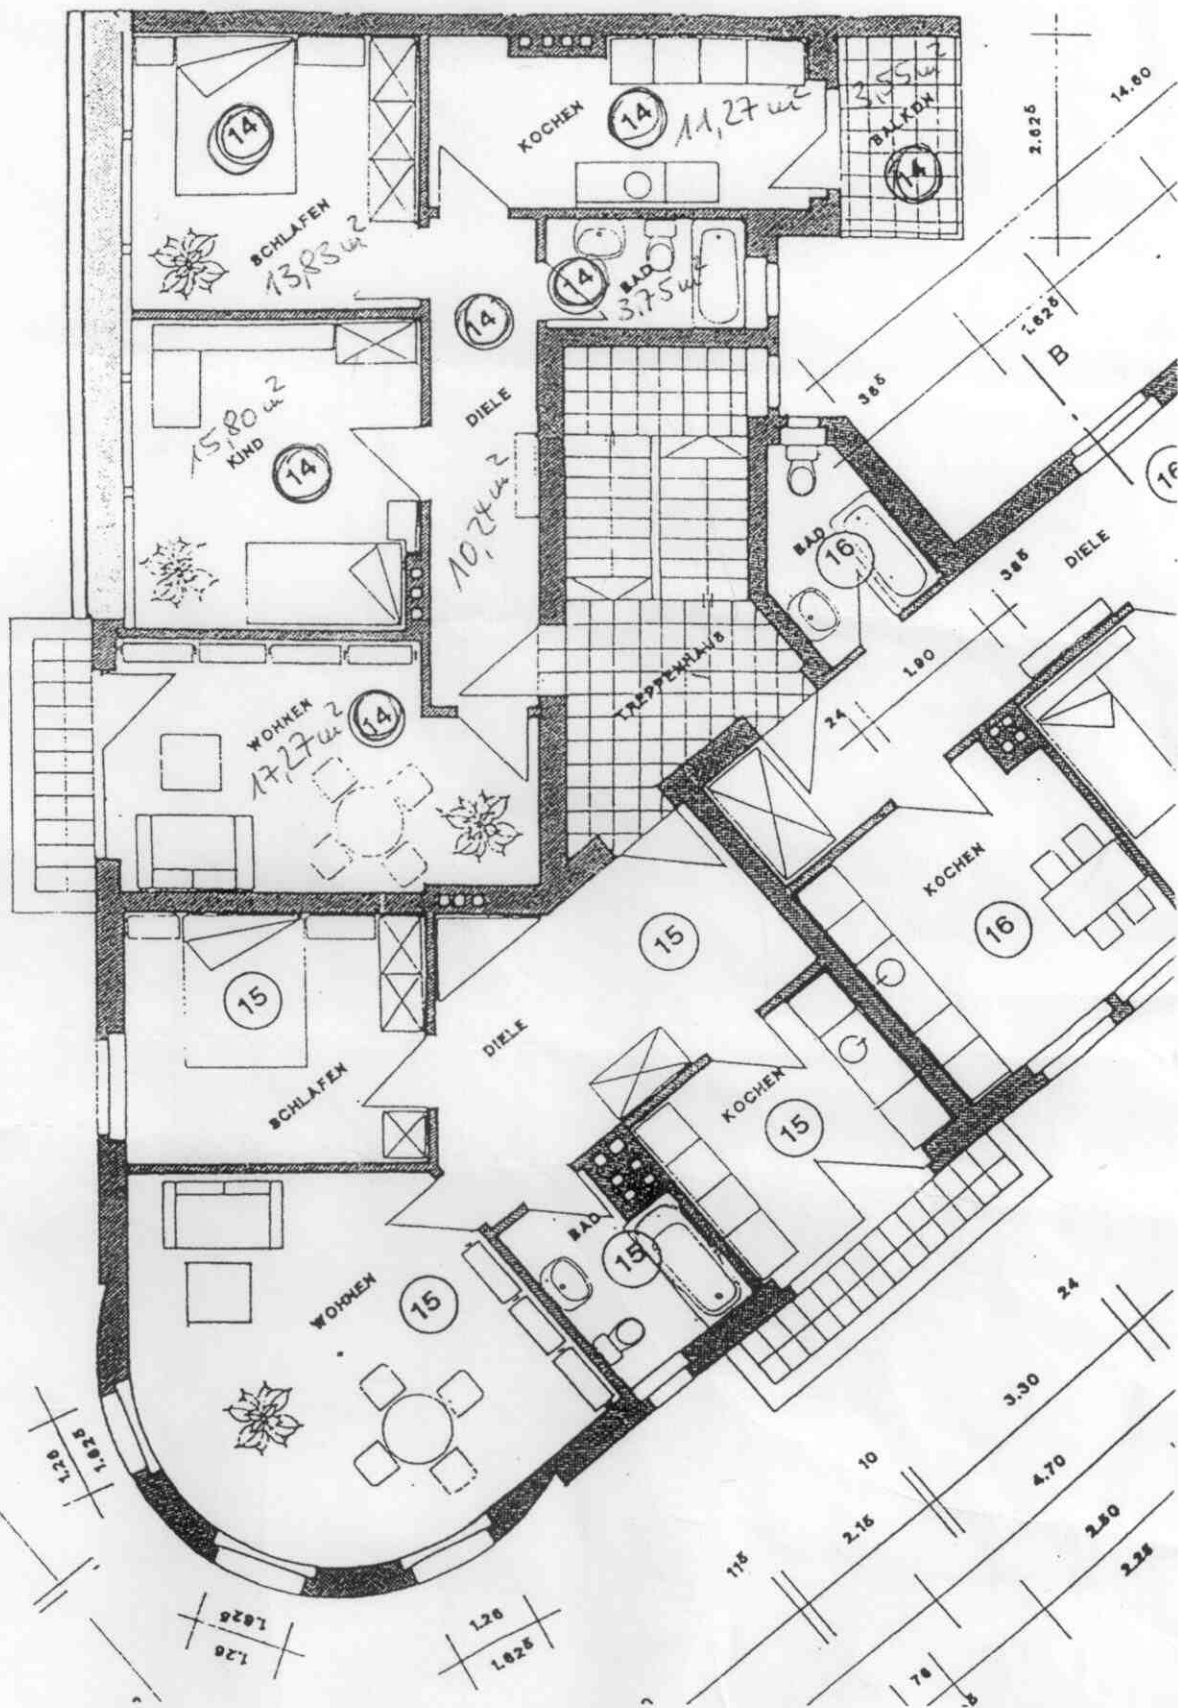 14
SCHLAFEN
13,83 m²
KOCHEN
14
11,27 m²
3,55 m²
BALKON
14
2.625
14.60
14
BAD
3,75 m²
14
DIELE
10,24 m²
15,80 m²
KIND
14
1.625
B
365
16
BAD
16
DIELE
365
TREPPENHAUS
1.90
24
WOHNEN
14
17,27 m²
KOCHEN
16
15
SCHLAFEN
DIELE
15
KOCHEN
15
BAD
15
WOHNEN
15
24
3.30
10
4.70
2.15
2.50
115
2.25
76
1.26
1.625
1.625
1.26
1.26
1.625